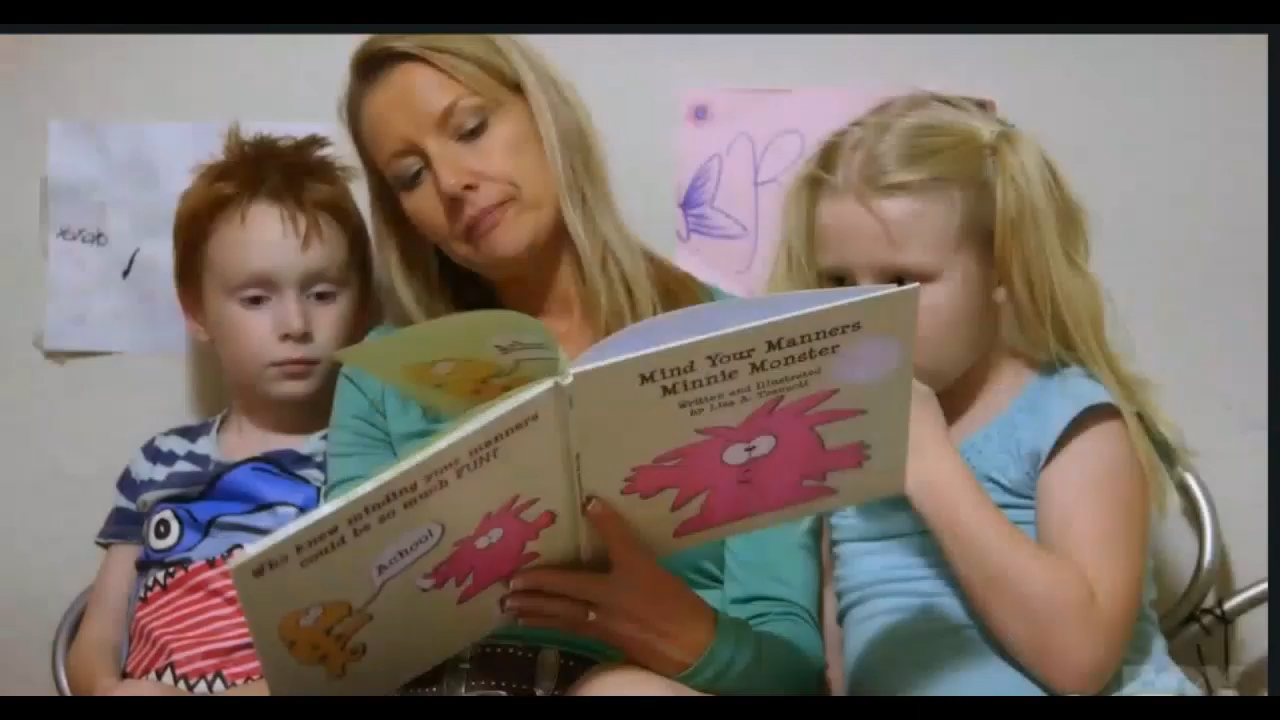 Mind Your Manners
Minnie Monster
Written and Illustrated
by Lisa A.
Who knew minding your manners
could be so much FUN?
Achoo!